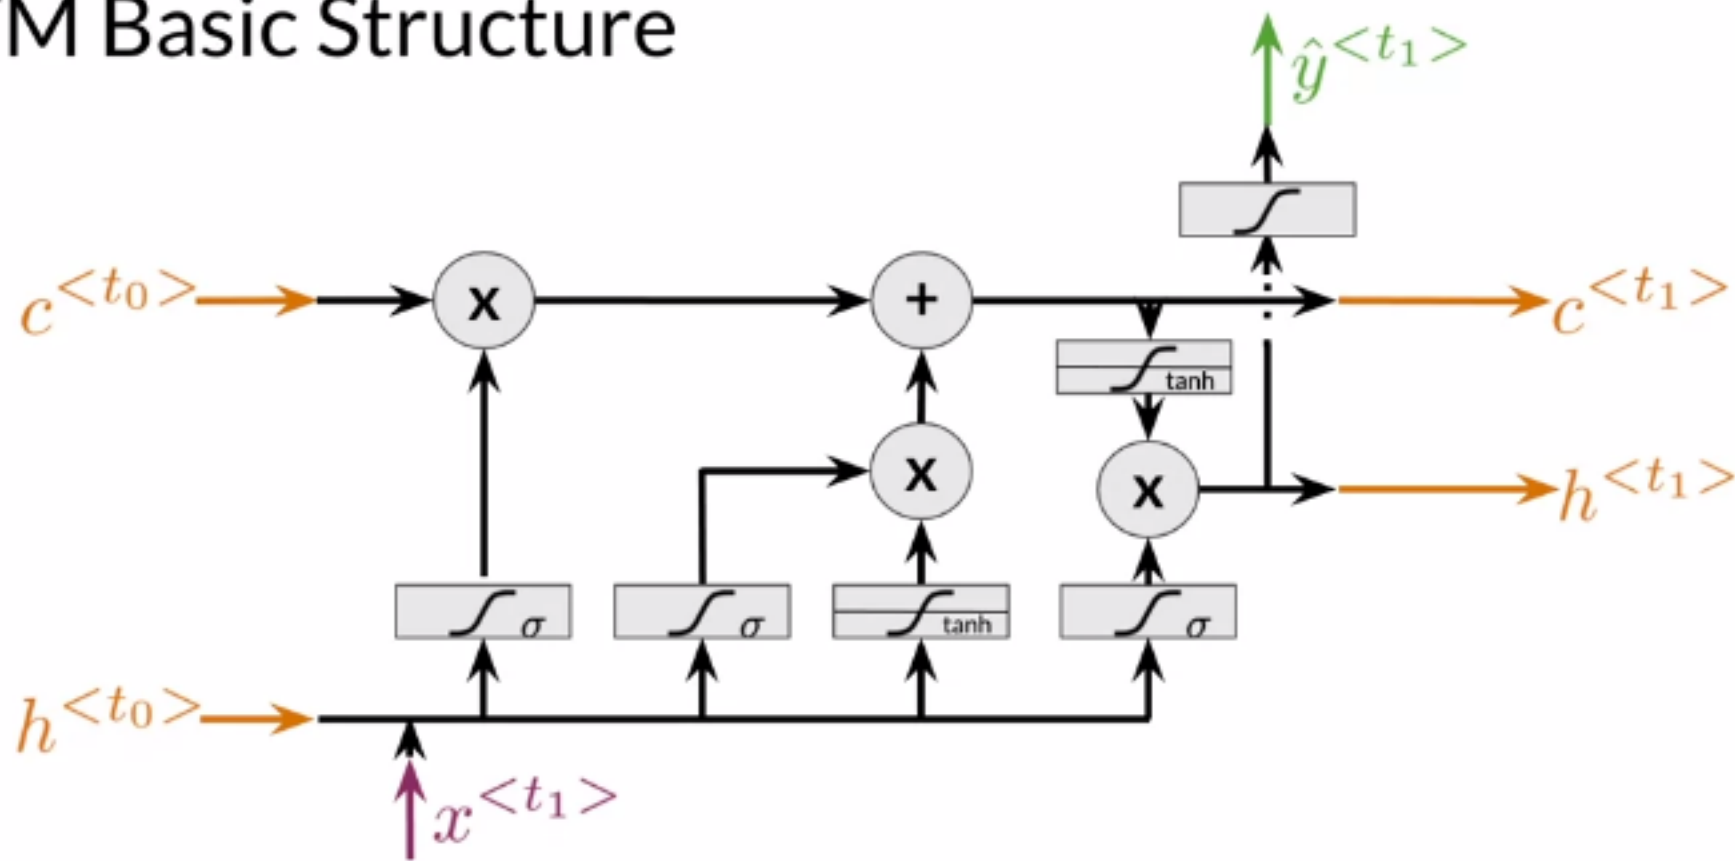 M Basic Structure
ŷ<t₁>
c<t₀>
x
+
c<t₁>
tanh
x
x
h<t₁>
σ
σ
tanh
σ
h<t₀>
x<t₁>